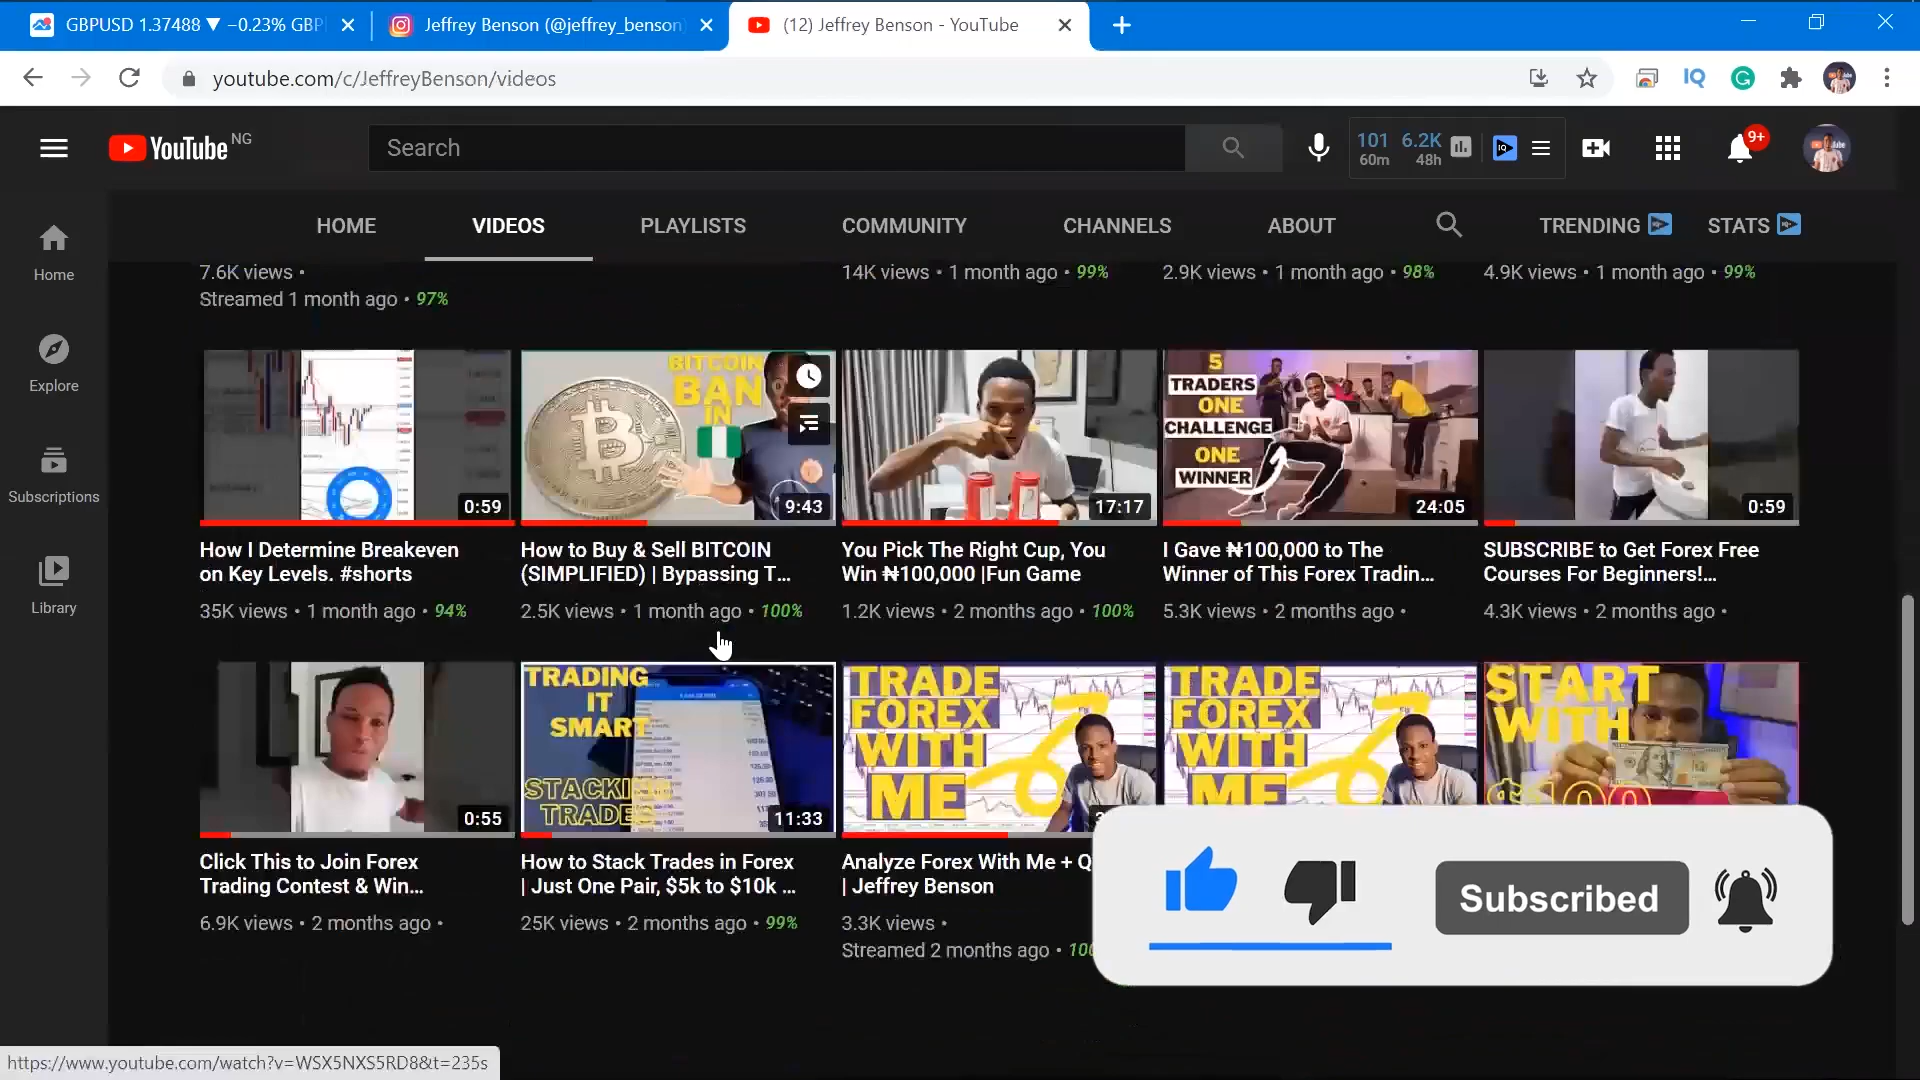 GBPUSD 1.37488 ▼ −0.23% GBP
Jeffrey Benson (@jeffrey_benson
(12) Jeffrey Benson - YouTube
youtube.com/c/JeffreyBenson/videos
YouTube NG
Search
101 6.2K
60m 48h
IQ
9+
HOME VIDEOS PLAYLISTS COMMUNITY CHANNELS ABOUT TRENDING STATS
Home
Explore
Subscriptions
Library
7.6K views •
Streamed 1 month ago • 97%
14K views • 1 month ago • 99%
2.9K views • 1 month ago • 98%
4.9K views • 1 month ago • 99%
0:59
How I Determine Breakeven
on Key Levels. #shorts
35K views • 1 month ago • 94%
BITCOIN
BAN
IN
9:43
How to Buy & Sell BITCOIN
(SIMPLIFIED) | Bypassing T...
2.5K views • 1 month ago • 100%
17:17
You Pick The Right Cup, You
Win ₦100,000 |Fun Game
1.2K views • 2 months ago • 100%
5
TRADERS
ONE
CHALLENGE
ONE
WINNER
24:05
I Gave ₦100,000 to The
Winner of This Forex Tradin...
5.3K views • 2 months ago •
0:59
SUBSCRIBE to Get Forex Free
Courses For Beginners!...
4.3K views • 2 months ago •
0:55
Click This to Join Forex
Trading Contest & Win...
6.9K views • 2 months ago •
TRADING
IT
SMART
STACKING
TRADES
11:33
How to Stack Trades in Forex
| Just One Pair, $5k to $10k ...
25K views • 2 months ago • 99%
TRADE
FOREX
WITH
ME
Analyze Forex With Me + Q
| Jeffrey Benson
3.3K views •
Streamed 2 months ago • 100
TRADE
FOREX
WITH
ME
START
WITH
$100
Subscribed
https://www.youtube.com/watch?v=WSX5NXS5RD8&t=235s